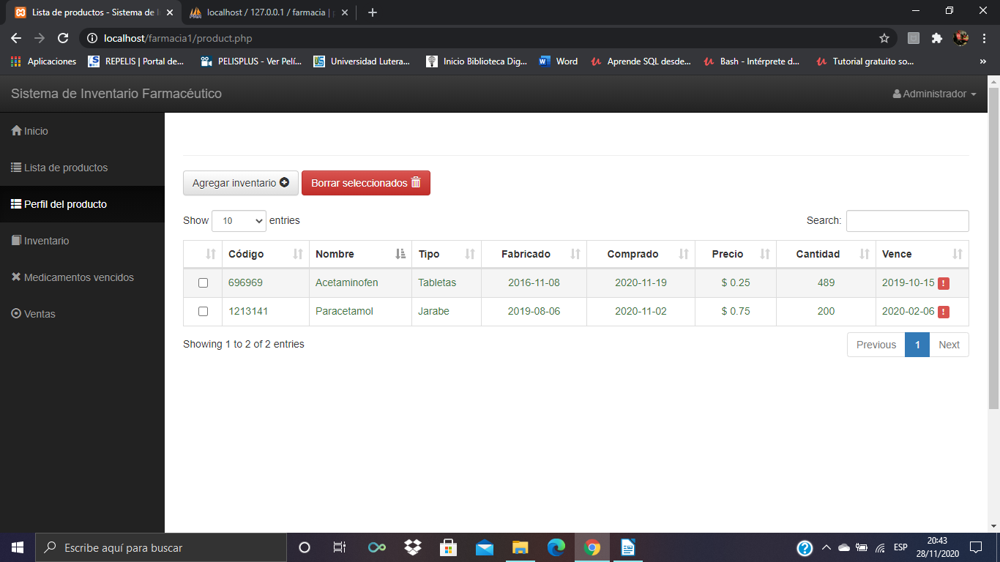 Lista de productos - Sistema de I
localhost / 127.0.0.1 / farmacia | p
localhost/farmacia1/product.php
Aplicaciones
REPELIS | Portal de...
PELISPLUS - Ver Pelí...
Universidad Lutera...
Inicio Biblioteca Dig...
Word
Aprende SQL desde...
Bash - Intérprete d...
Tutorial gratuito so...
Sistema de Inventario Farmacéutico
Administrador
Inicio
Lista de productos
Perfil del producto
Inventario
Medicamentos vencidos
Ventas
Agregar inventario
Borrar seleccionados
Show 10 entries
Search:
Código Nombre Tipo Fabricado Comprado Precio Cantidad Vence
696969 Acetaminofen Tabletas 2016-11-08 2020-11-19 $ 0.25 489 2019-10-15 !
1213141 Paracetamol Jarabe 2019-08-06 2020-11-02 $ 0.75 200 2020-02-06 !
Showing 1 to 2 of 2 entries
Previous 1 Next
Escribe aquí para buscar
ESP
20:43
28/11/2020